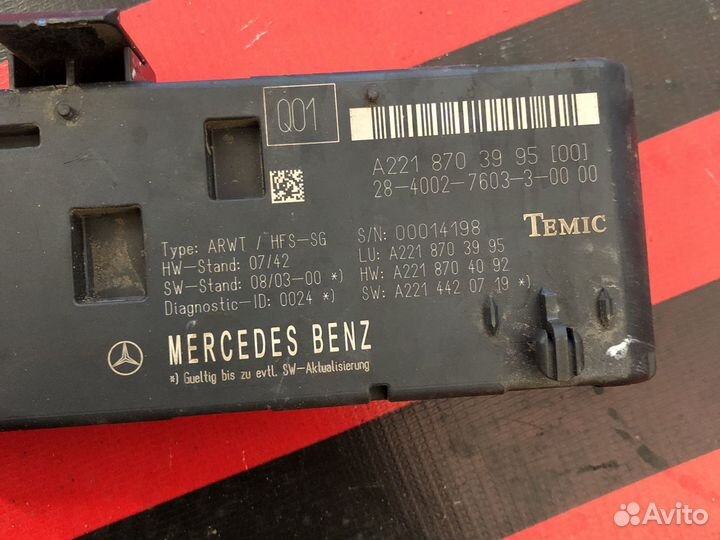 Q01
A221 870 39 95 [00]
28-4002-7603-3-00 00
S/N: 00014198
TEMIC
LU: A221 870 39 95
HW: A221 870 40 92
SW: A221 442 07 19 *)
Type: ARWT / HFS-SG
HW-Stand: 07/42
SW-Stand: 08/03-00 *)
Diagnostic-ID: 0024 *)
MERCEDES BENZ
*) Gueltig bis zu evtl. SW-Aktualisierung
Avito